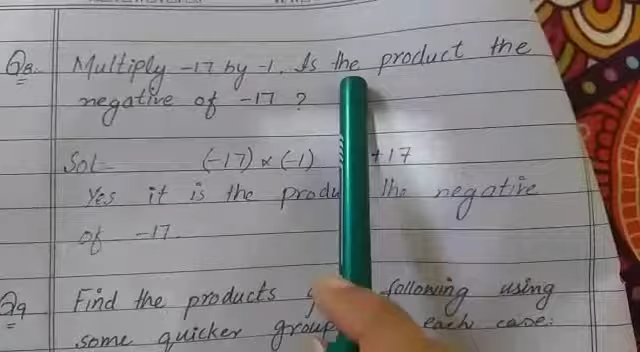 Q8. Multiply -17 by -1. Is the product the
negative of -17 ?
Sol- (-17) × (-1) +17
Yes it is the produ the negative
of -17.
Q9 Find the products following using
some quicker group each case: